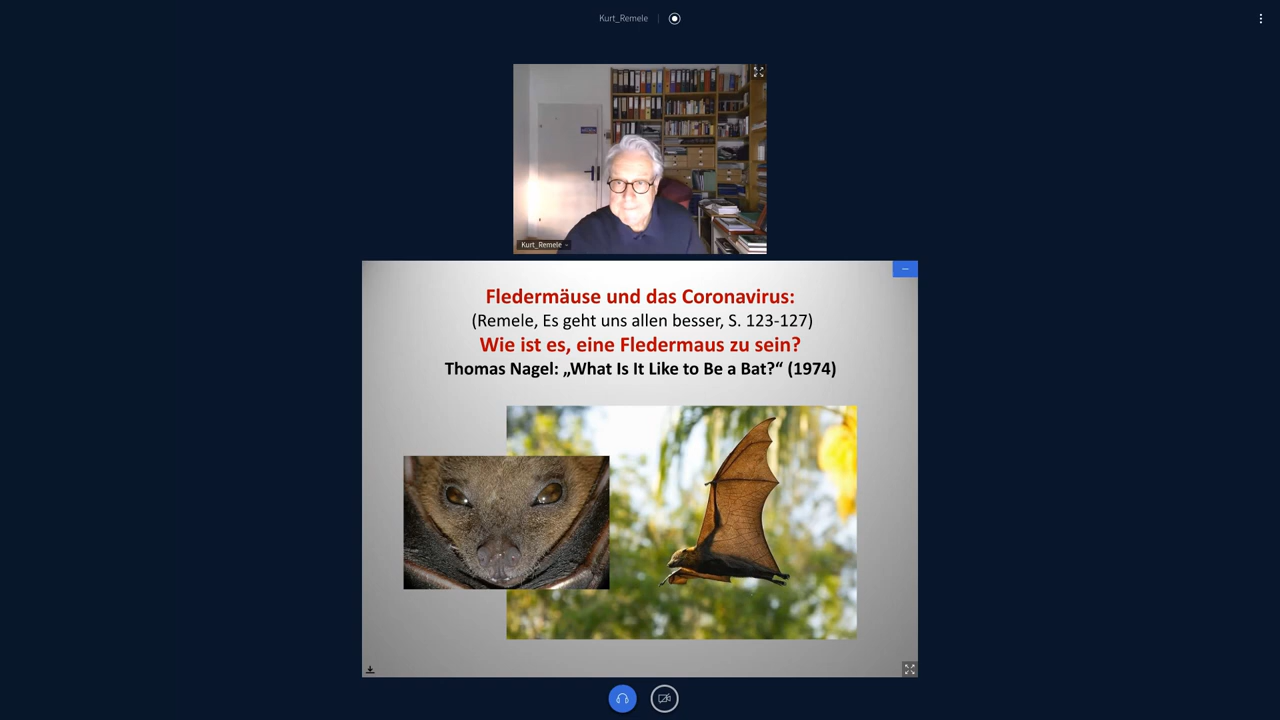 Kurt_Remele
Kurt_Remele
Fledermäuse und das Coronavirus:
(Remele, Es geht uns allen besser, S. 123-127)
Wie ist es, eine Fledermaus zu sein?
Thomas Nagel: „What Is It Like to Be a Bat?“ (1974)